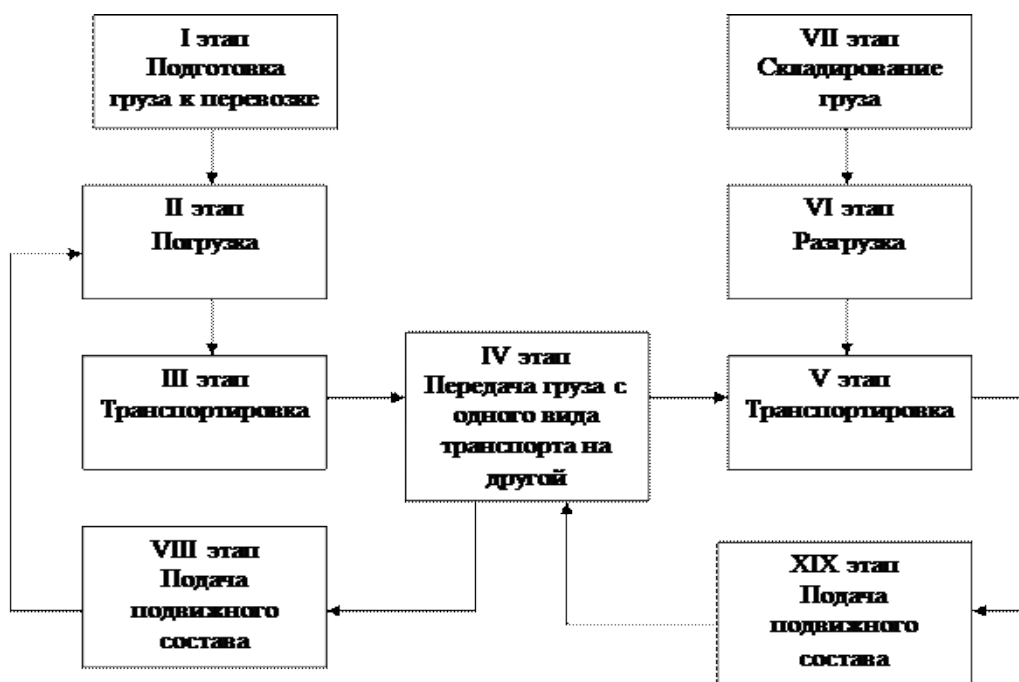 I этап
Подготовка
груза к перевозке
VII этап
Складирование
груза
II этап
Погрузка
VI этап
Разгрузка
III этап
Транспортировка
IV этап
Передача груза с
одного вида
транспорта на
другой
V этап
Транспортировка
VIII этап
Подача
подвижного
состава
XIX этап
Подача
подвижного
состава